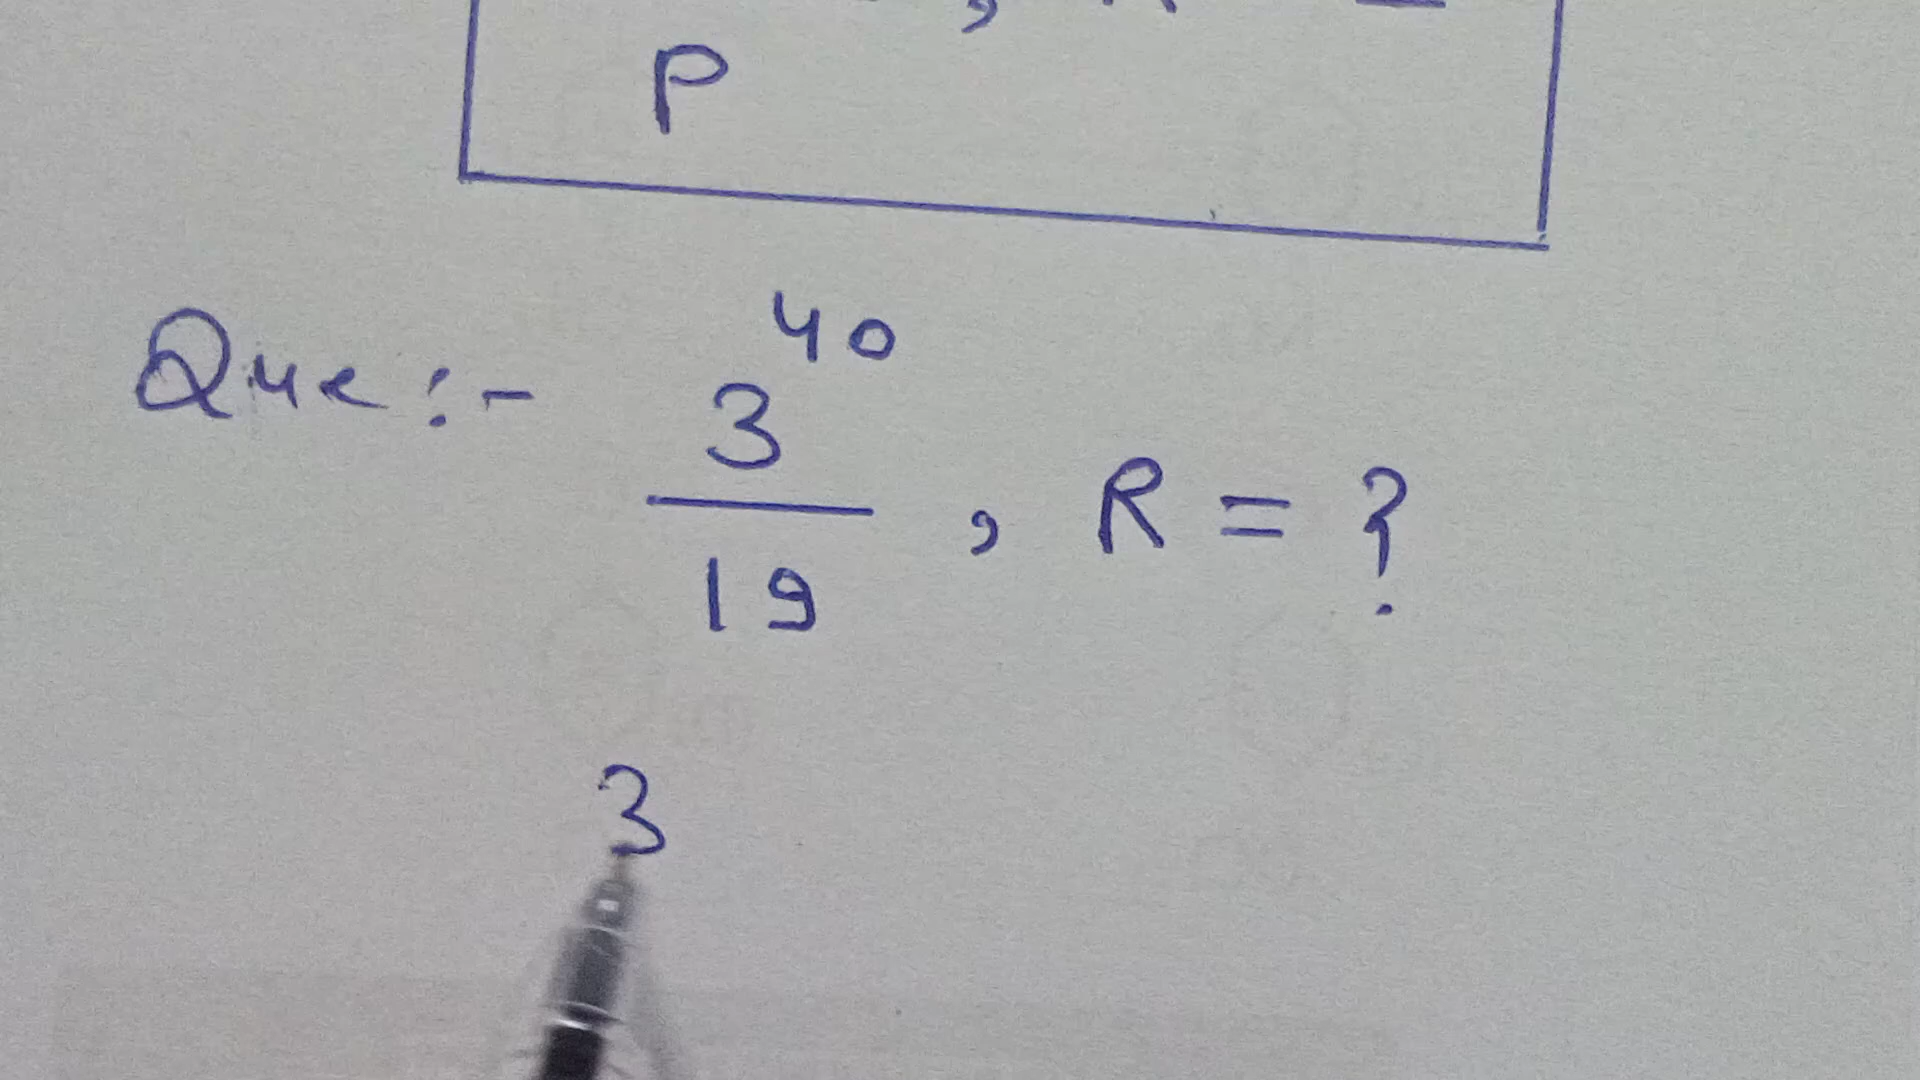 P
Que:- 3^40
/ 19 , R = ?
3